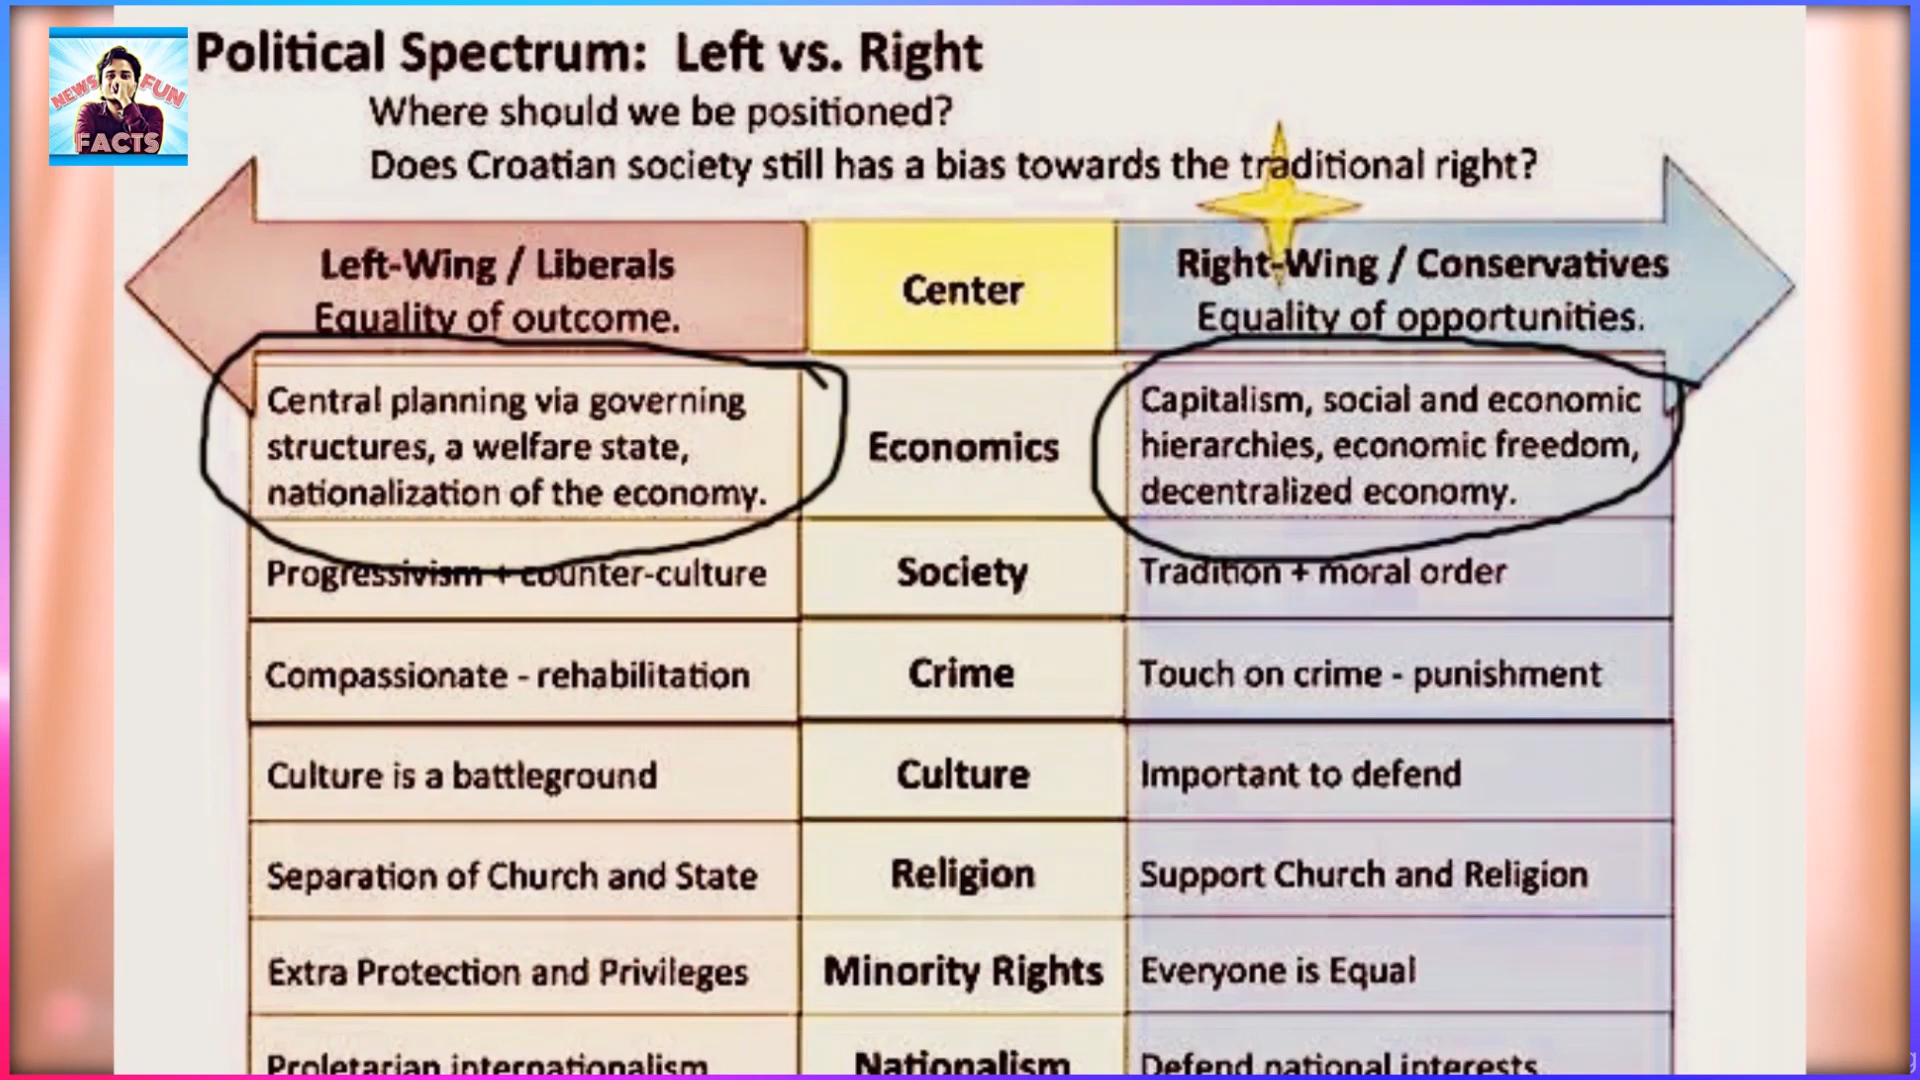 NEWS FUN
FACTS
Political Spectrum: Left vs. Right
Where should we be positioned?
Does Croatian society still has a bias towards the traditional right?
Left-Wing / Liberals
Equality of outcome.
Center
Right-Wing / Conservatives
Equality of opportunities.
Central planning via governing
structures, a welfare state,
nationalization of the economy.
Economics
Capitalism, social and economic
hierarchies, economic freedom,
decentralized economy.
Progressivism + counter-culture
Society
Tradition + moral order
Compassionate - rehabilitation
Crime
Touch on crime - punishment
Culture is a battleground
Culture
Important to defend
Separation of Church and State
Religion
Support Church and Religion
Extra Protection and Privileges
Minority Rights
Everyone is Equal
Proletarian internationalism
Nationalism
Defend national interests